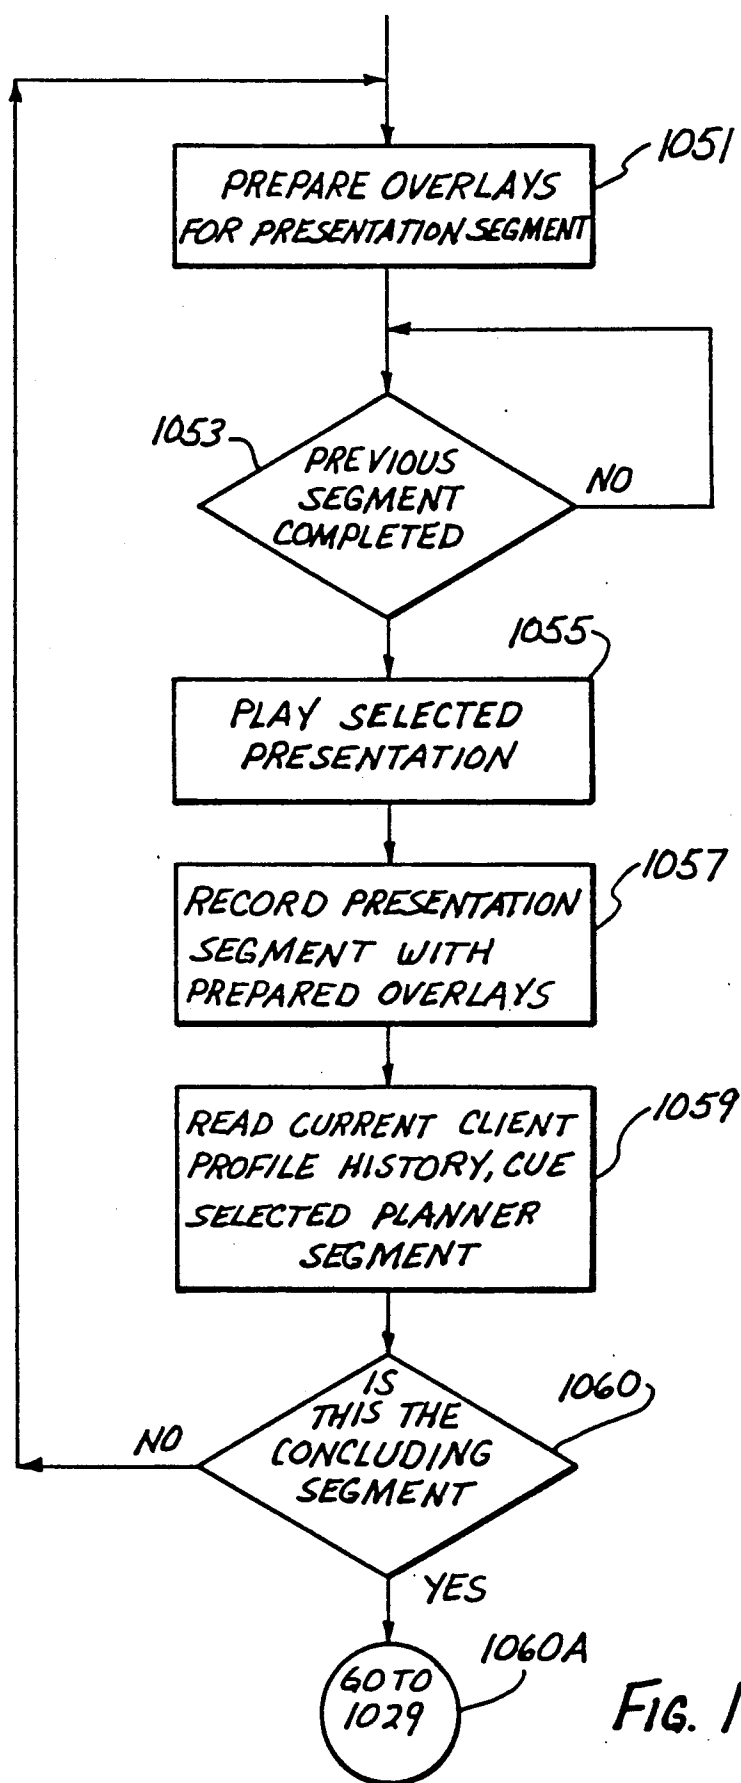 1051
PREPARE OVERLAYS
FOR PRESENTATION SEGMENT
1053
PREVIOUS
SEGMENT
COMPLETED
NO
1055
PLAY SELECTED
PRESENTATION
1057
RECORD PRESENTATION
SEGMENT WITH
PREPARED OVERLAYS
1059
READ CURRENT CLIENT
PROFILE HISTORY, CUE
SELECTED PLANNER
SEGMENT
1060
IS
THIS THE
CONCLUDING
SEGMENT
NO
YES
1060A
GO TO
1029
FIG. 1